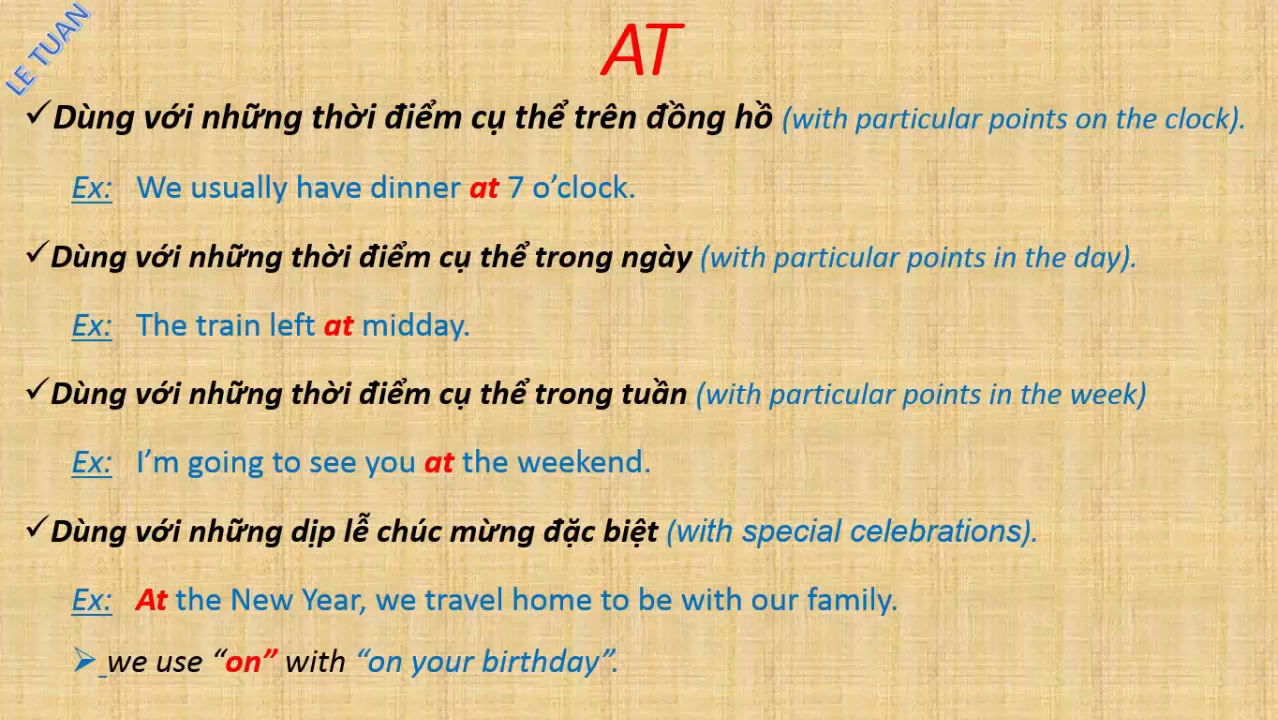 LE TUAN
AT
✓Dùng với những thời điểm cụ thể trên đồng hồ (with particular points on the clock).
Ex: We usually have dinner at 7 o’clock.
✓Dùng với những thời điểm cụ thể trong ngày (with particular points in the day).
Ex: The train left at midday.
✓Dùng với những thời điểm cụ thể trong tuần (with particular points in the week)
Ex: I’m going to see you at the weekend.
✓Dùng với những dịp lễ chúc mừng đặc biệt (with special celebrations).
Ex: At the New Year, we travel home to be with our family.
➢ we use “on” with “on your birthday”.